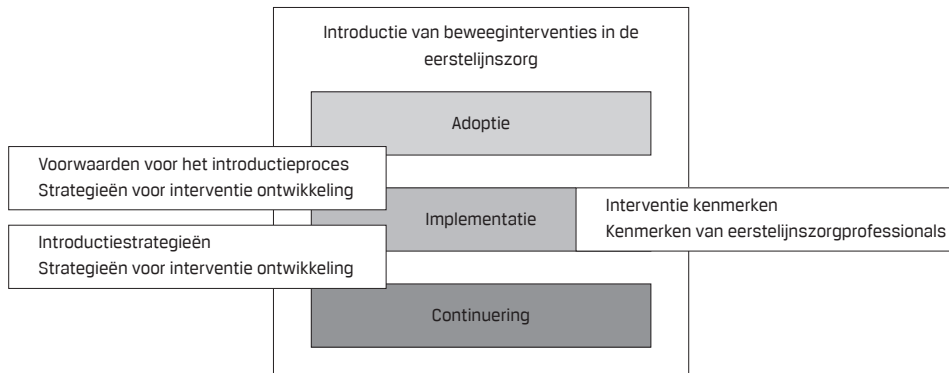 Introductie van beweeginterventies in de
eerstelijnszorg
Adoptie
Voorwaarden voor het introductieproces
Strategieën voor interventie ontwikkeling
Implementatie
Interventie kenmerken
Kenmerken van eerstelijnszorgprofessionals
Introductiestrategieën
Strategieën voor interventie ontwikkeling
Continuering